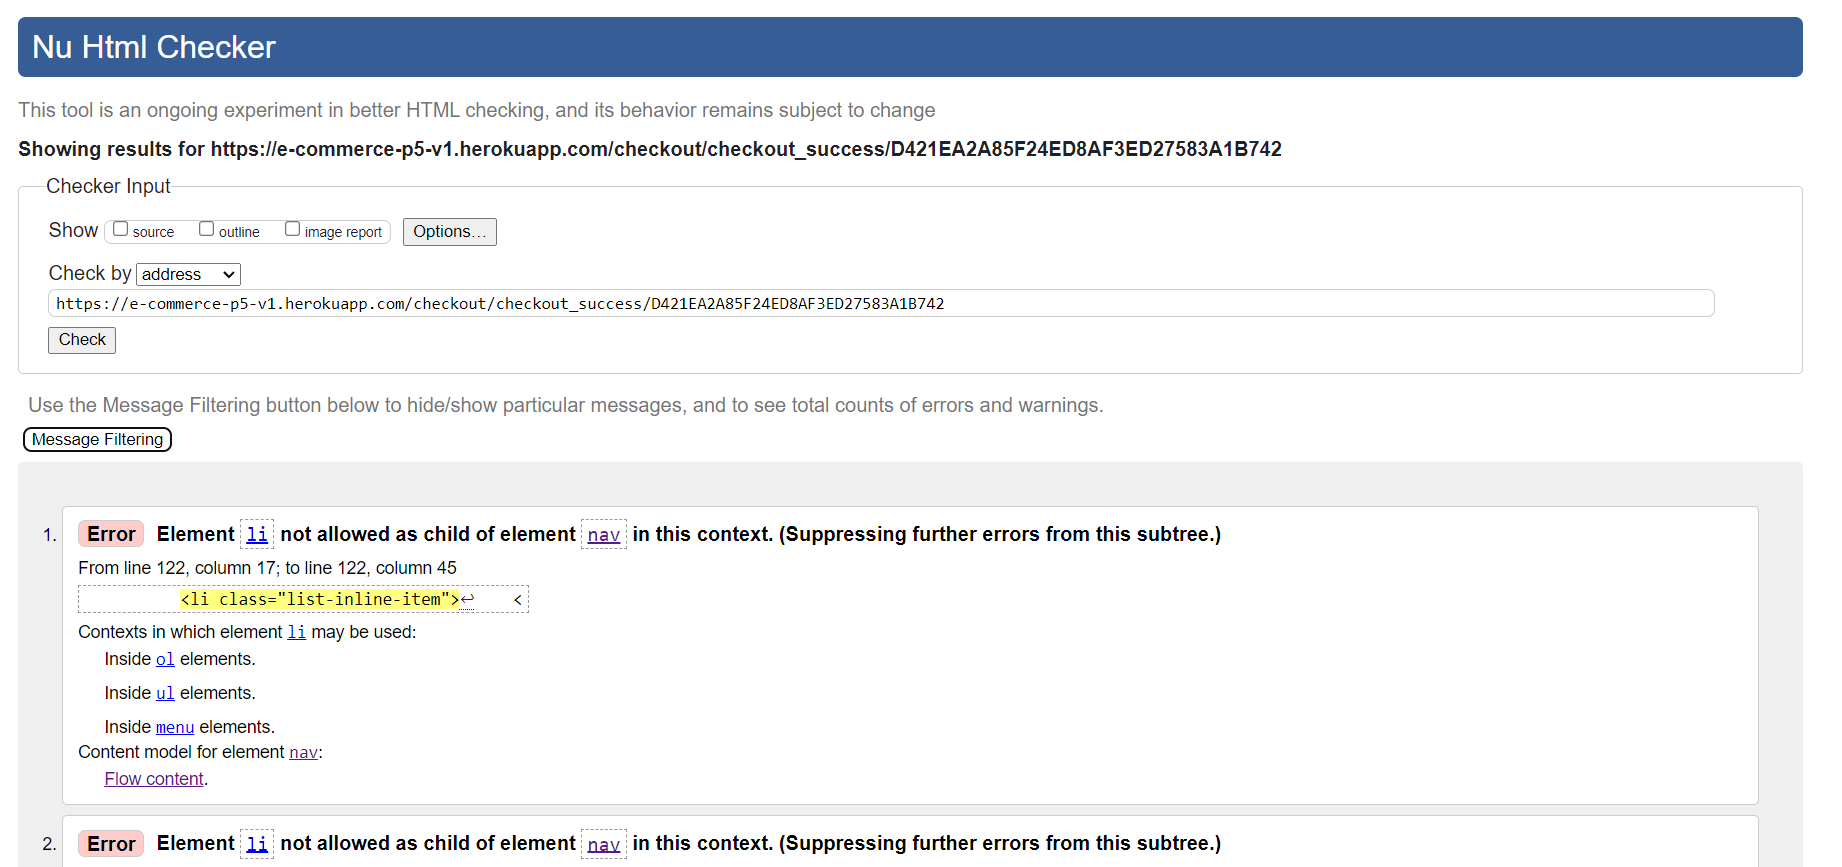 Nu Html Checker
This tool is an ongoing experiment in better HTML checking, and its behavior remains subject to change
Showing results for https://e-commerce-p5-v1.herokuapp.com/checkout/checkout_success/D421EA2A85F24ED8AF3ED27583A1B742
Checker Input
Show source outline image report Options...
Check by address
https://e-commerce-p5-v1.herokuapp.com/checkout/checkout_success/D421EA2A85F24ED8AF3ED27583A1B742
Check
Use the Message Filtering button below to hide/show particular messages, and to see total counts of errors and warnings.
Message Filtering
1. Error Element li not allowed as child of element nav in this context. (Suppressing further errors from this subtree.)
From line 122, column 17; to line 122, column 45
<li class="list-inline-item">↩ <
Contexts in which element li may be used:
Inside ol elements.
Inside ul elements.
Inside menu elements.
Content model for element nav:
Flow content.
2. Error Element li not allowed as child of element nav in this context. (Suppressing further errors from this subtree.)